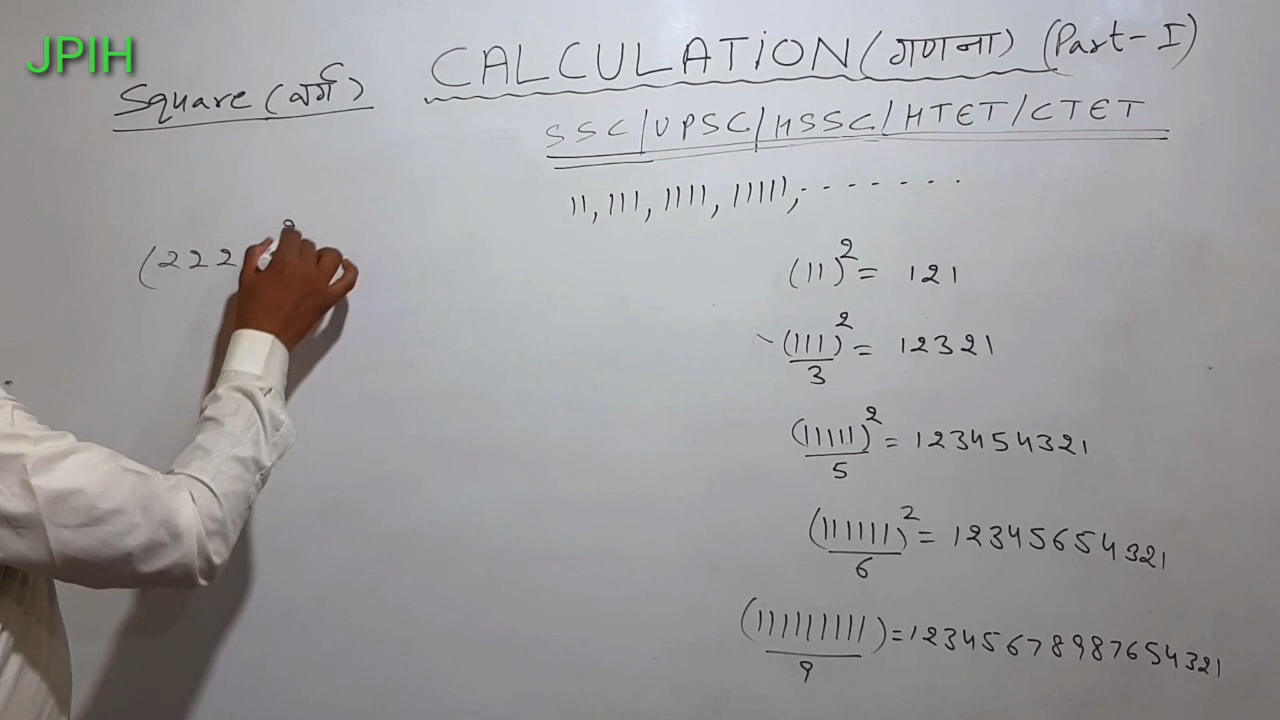 JPIH
CALCULATION (गणना) (Part-I)
Square (वर्ग)
SSC/UPSC/HSSC/HTET/CTET
11, 111, 1111, 11111, - - - - - - -
(11)² = 121
(111)² = 12321
3
(11111)² = 123454321
5
(111111)² = 12345654321
6
(111111111) = 12345678987654321
9
(222